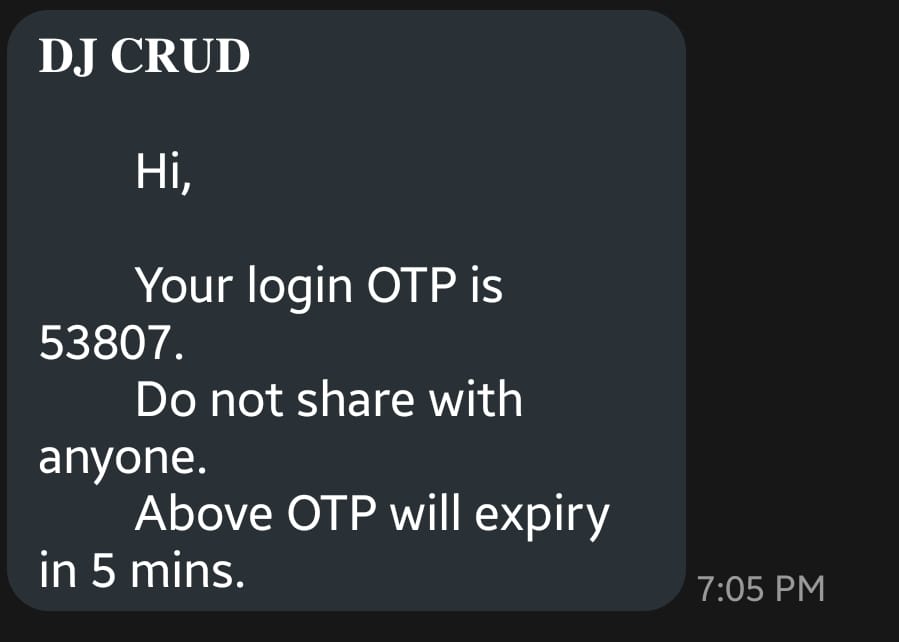 DJ CRUD
Hi,
Your login OTP is
53807.
Do not share with
anyone.
Above OTP will expiry
in 5 mins.
7:05 PM